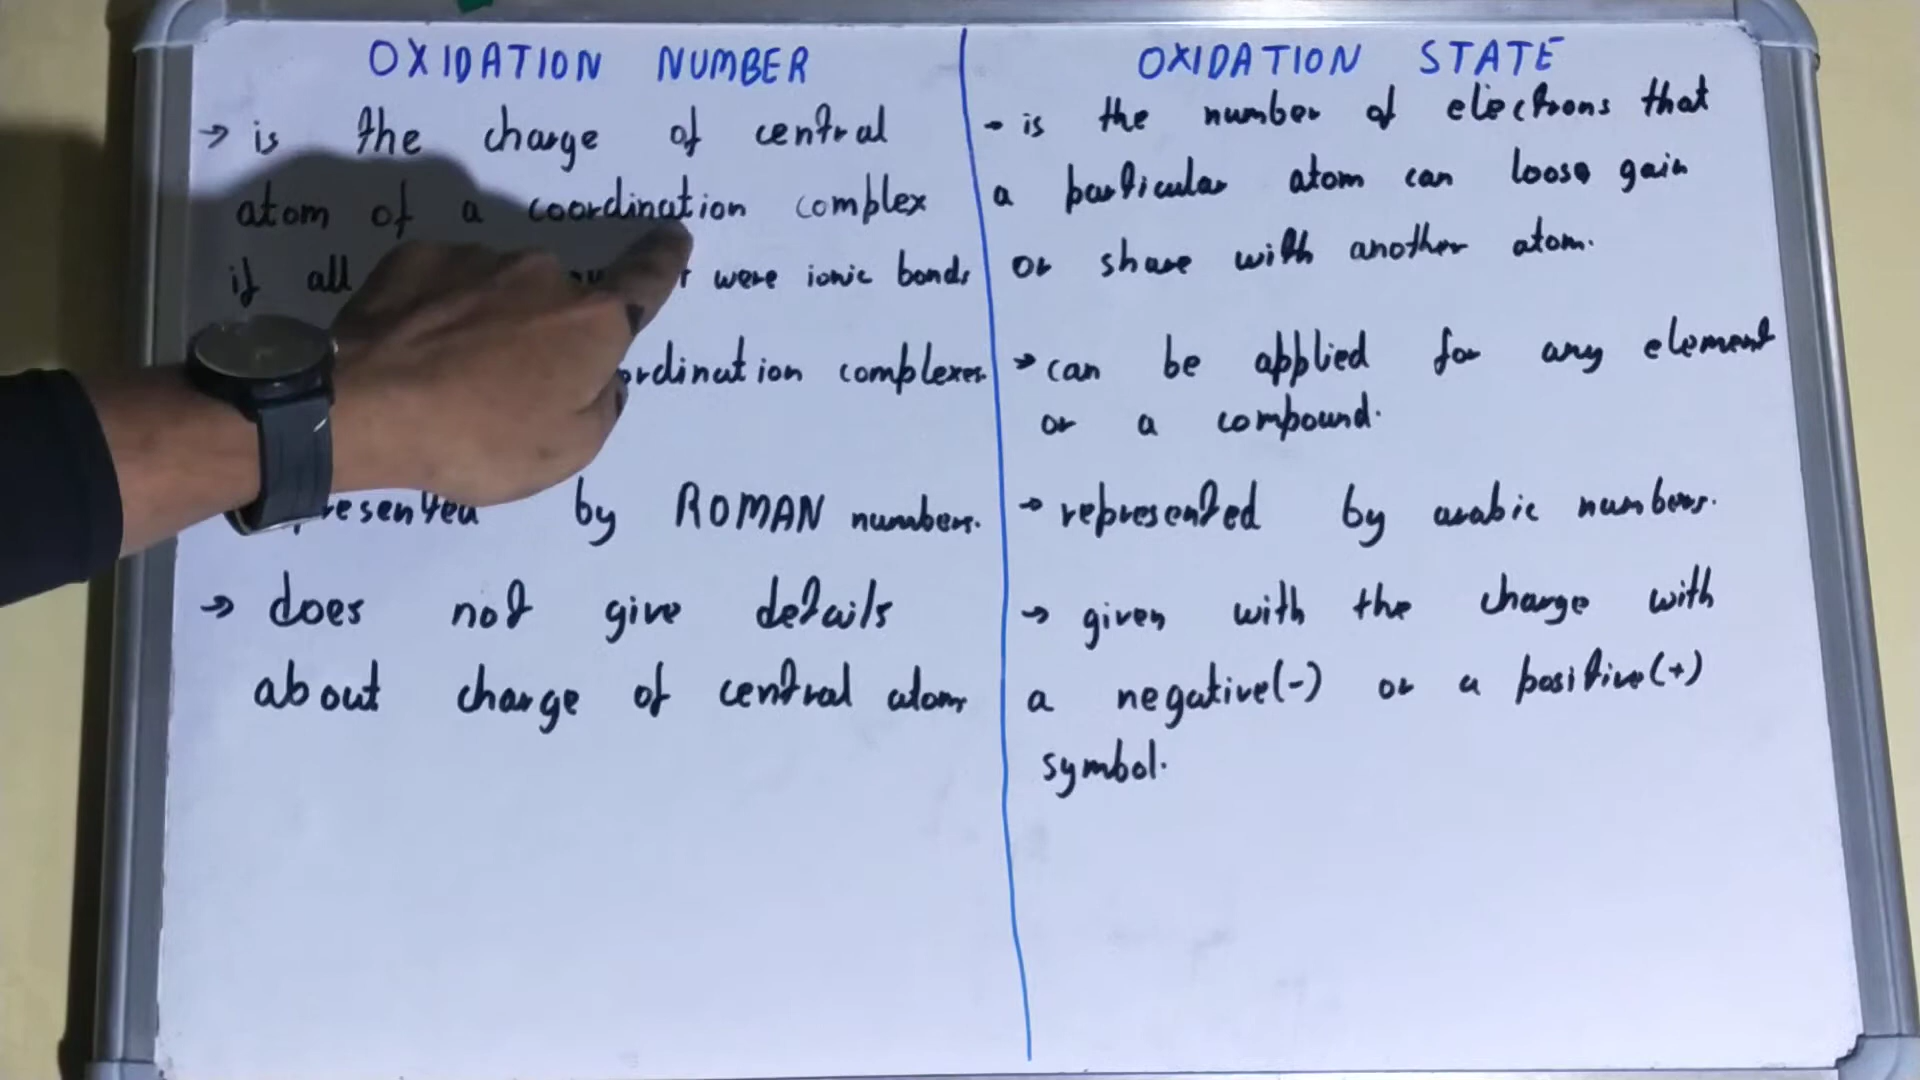 OXIDATION NUMBER
→ is the charge of central
atom of a coordination complex
if all were ionic bonds
complexes
by ROMAN numbers.
→ does not give details
about charge of central atom
OXIDATION STATE
→ is the number of electrons that
a particular atom can loose gain
or share with another atom.
→ can be applied for any element
or a compound.
→ represented by arabic numbers.
→ given with the charge with
a negative(-) or a positive(+)
symbol.